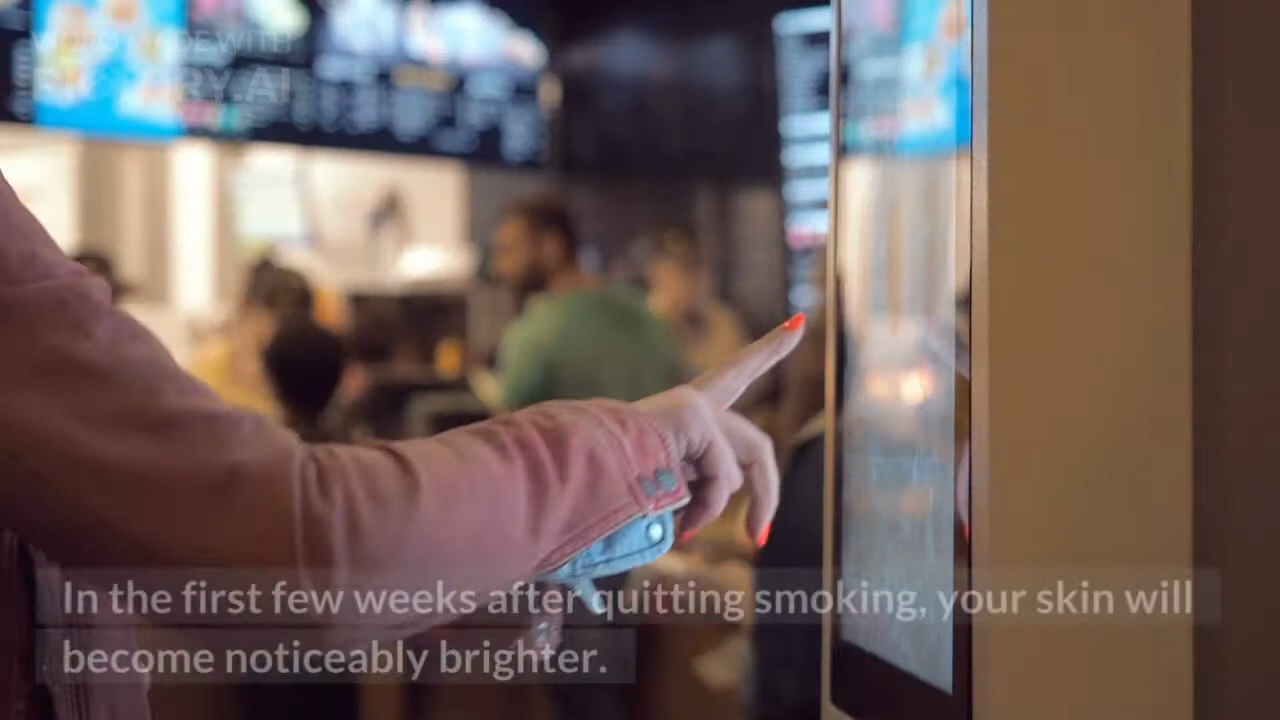 In the first few weeks after quitting smoking, your skin will
become noticeably brighter.